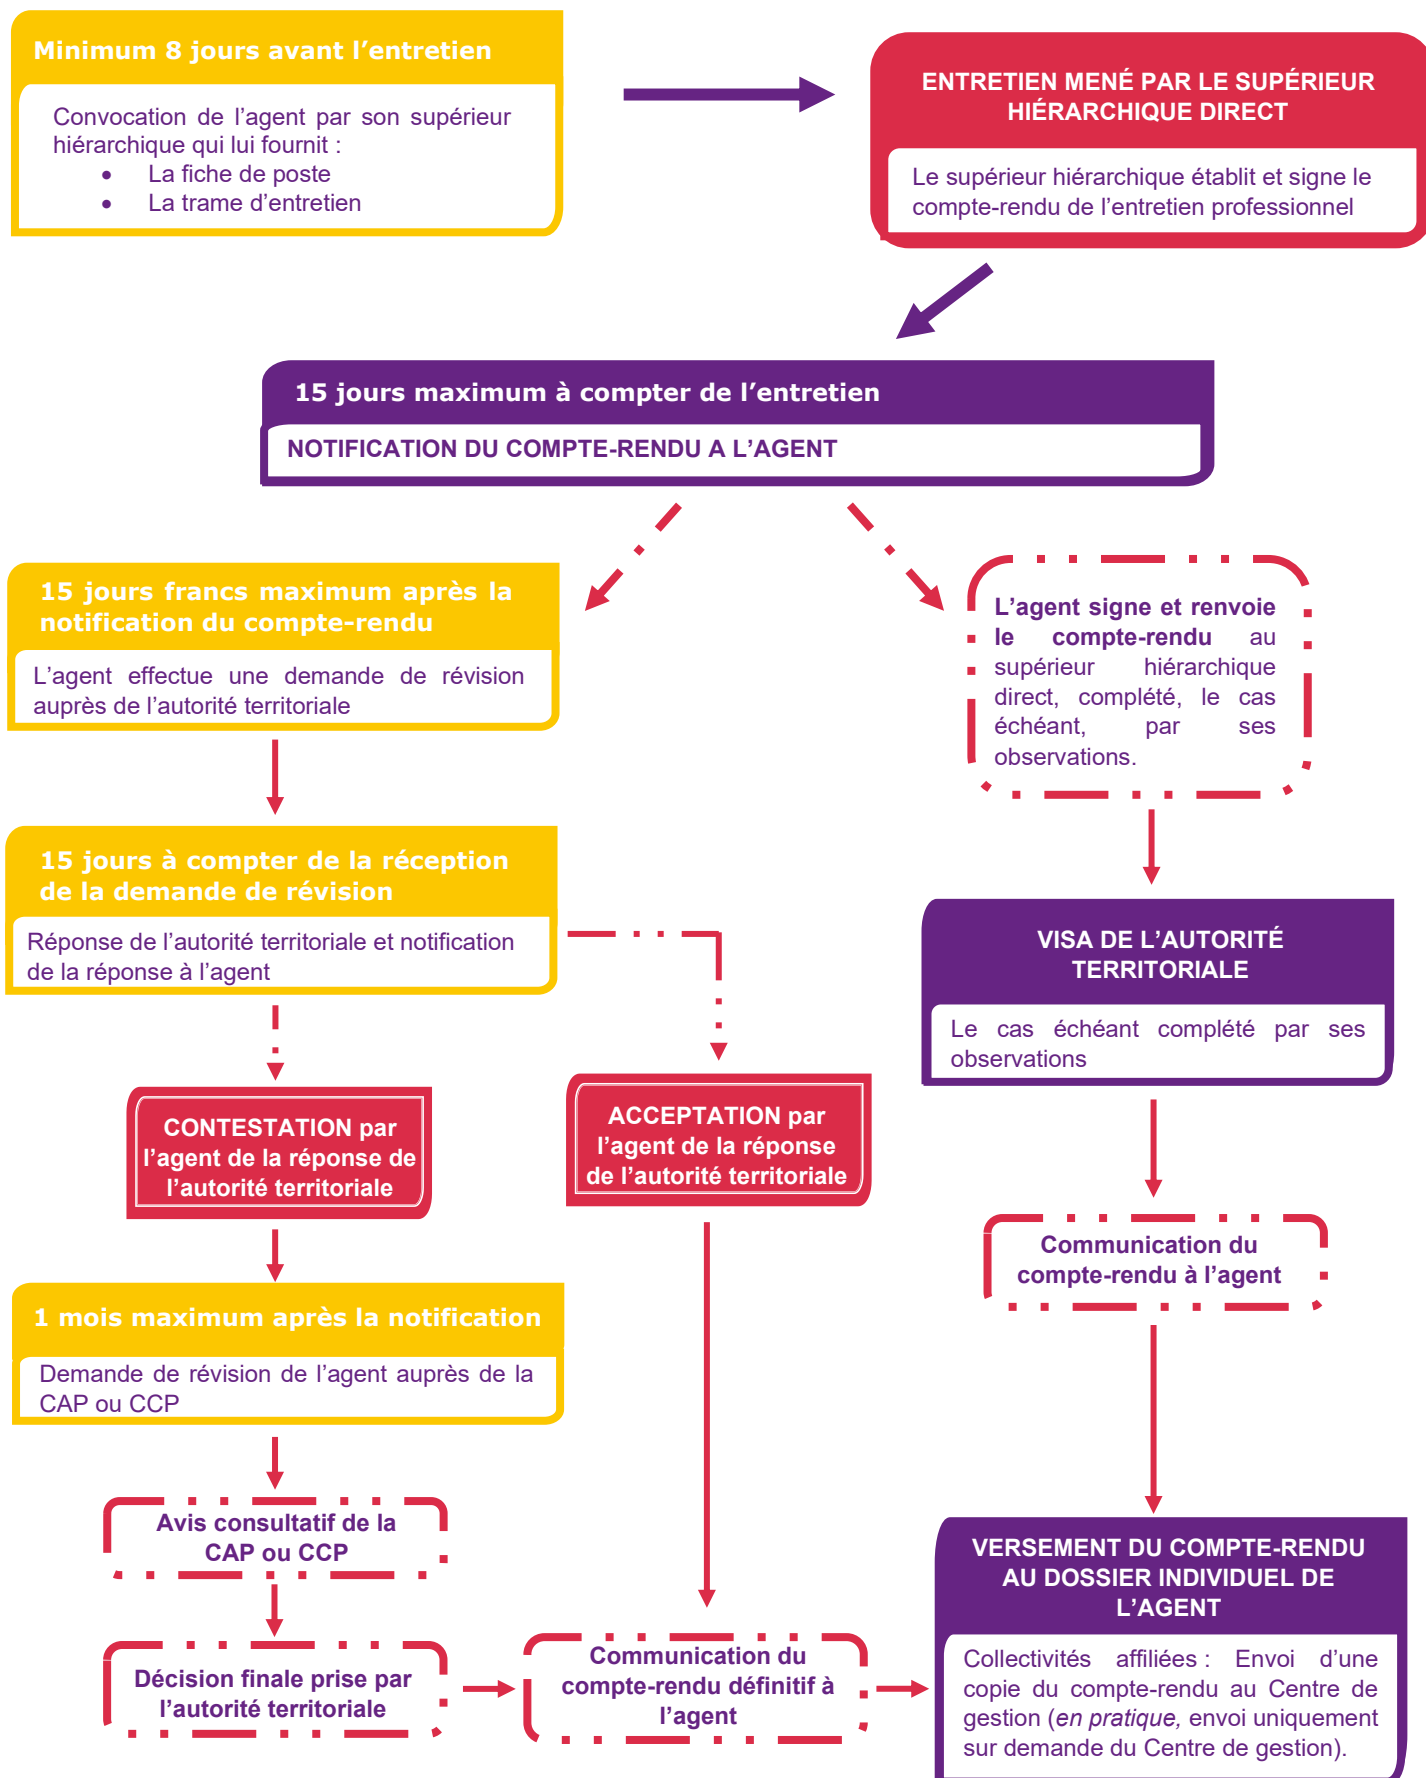 Minimum 8 jours avant l’entretien
Convocation de l’agent par son supérieur
hiérarchique qui lui fournit :
• La fiche de poste
• La trame d’entretien
ENTRETIEN MENÉ PAR LE SUPÉRIEUR
HIÉRARCHIQUE DIRECT
Le supérieur hiérarchique établit et signe le
compte-rendu de l’entretien professionnel
15 jours maximum à compter de l’entretien
NOTIFICATION DU COMPTE-RENDU A L’AGENT
15 jours francs maximum après la
notification du compte-rendu
L’agent effectue une demande de révision
auprès de l’autorité territoriale
L’agent signe et renvoie
le compte-rendu au
supérieur hiérarchique
direct, complété, le cas
échéant, par ses
observations.
15 jours à compter de la réception
de la demande de révision
Réponse de l’autorité territoriale et notification
de la réponse à l’agent
VISA DE L’AUTORITÉ
TERRITORIALE
Le cas échéant complété par ses
observations
CONTESTATION par
l’agent de la réponse de
l’autorité territoriale
ACCEPTATION par
l’agent de la réponse
de l’autorité territoriale
Communication du
compte-rendu à l’agent
1 mois maximum après la notification
Demande de révision de l’agent auprès de la
CAP ou CCP
Avis consultatif de la
CAP ou CCP
Décision finale prise par
l’autorité territoriale
Communication du
compte-rendu définitif à
l’agent
VERSEMENT DU COMPTE-RENDU
AU DOSSIER INDIVIDUEL DE
L’AGENT
Collectivités affiliées : Envoi d’une
copie du compte-rendu au Centre de
gestion (en pratique, envoi uniquement
sur demande du Centre de gestion).